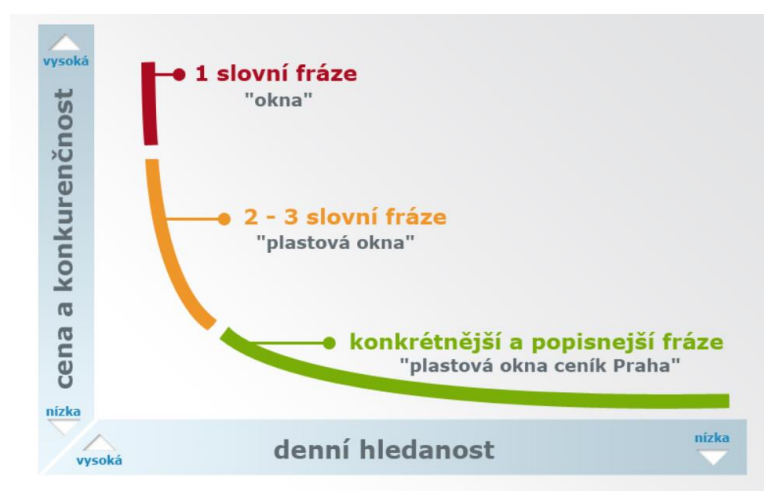 vysoká
cena a konkurenčnost
nízka
1 slovní fráze
"okna"
2 - 3 slovní fráze
"plastová okna"
konkrétnější a popisnejší fráze
"plastová okna ceník Praha"
vysoká
denní hledanost
nízka